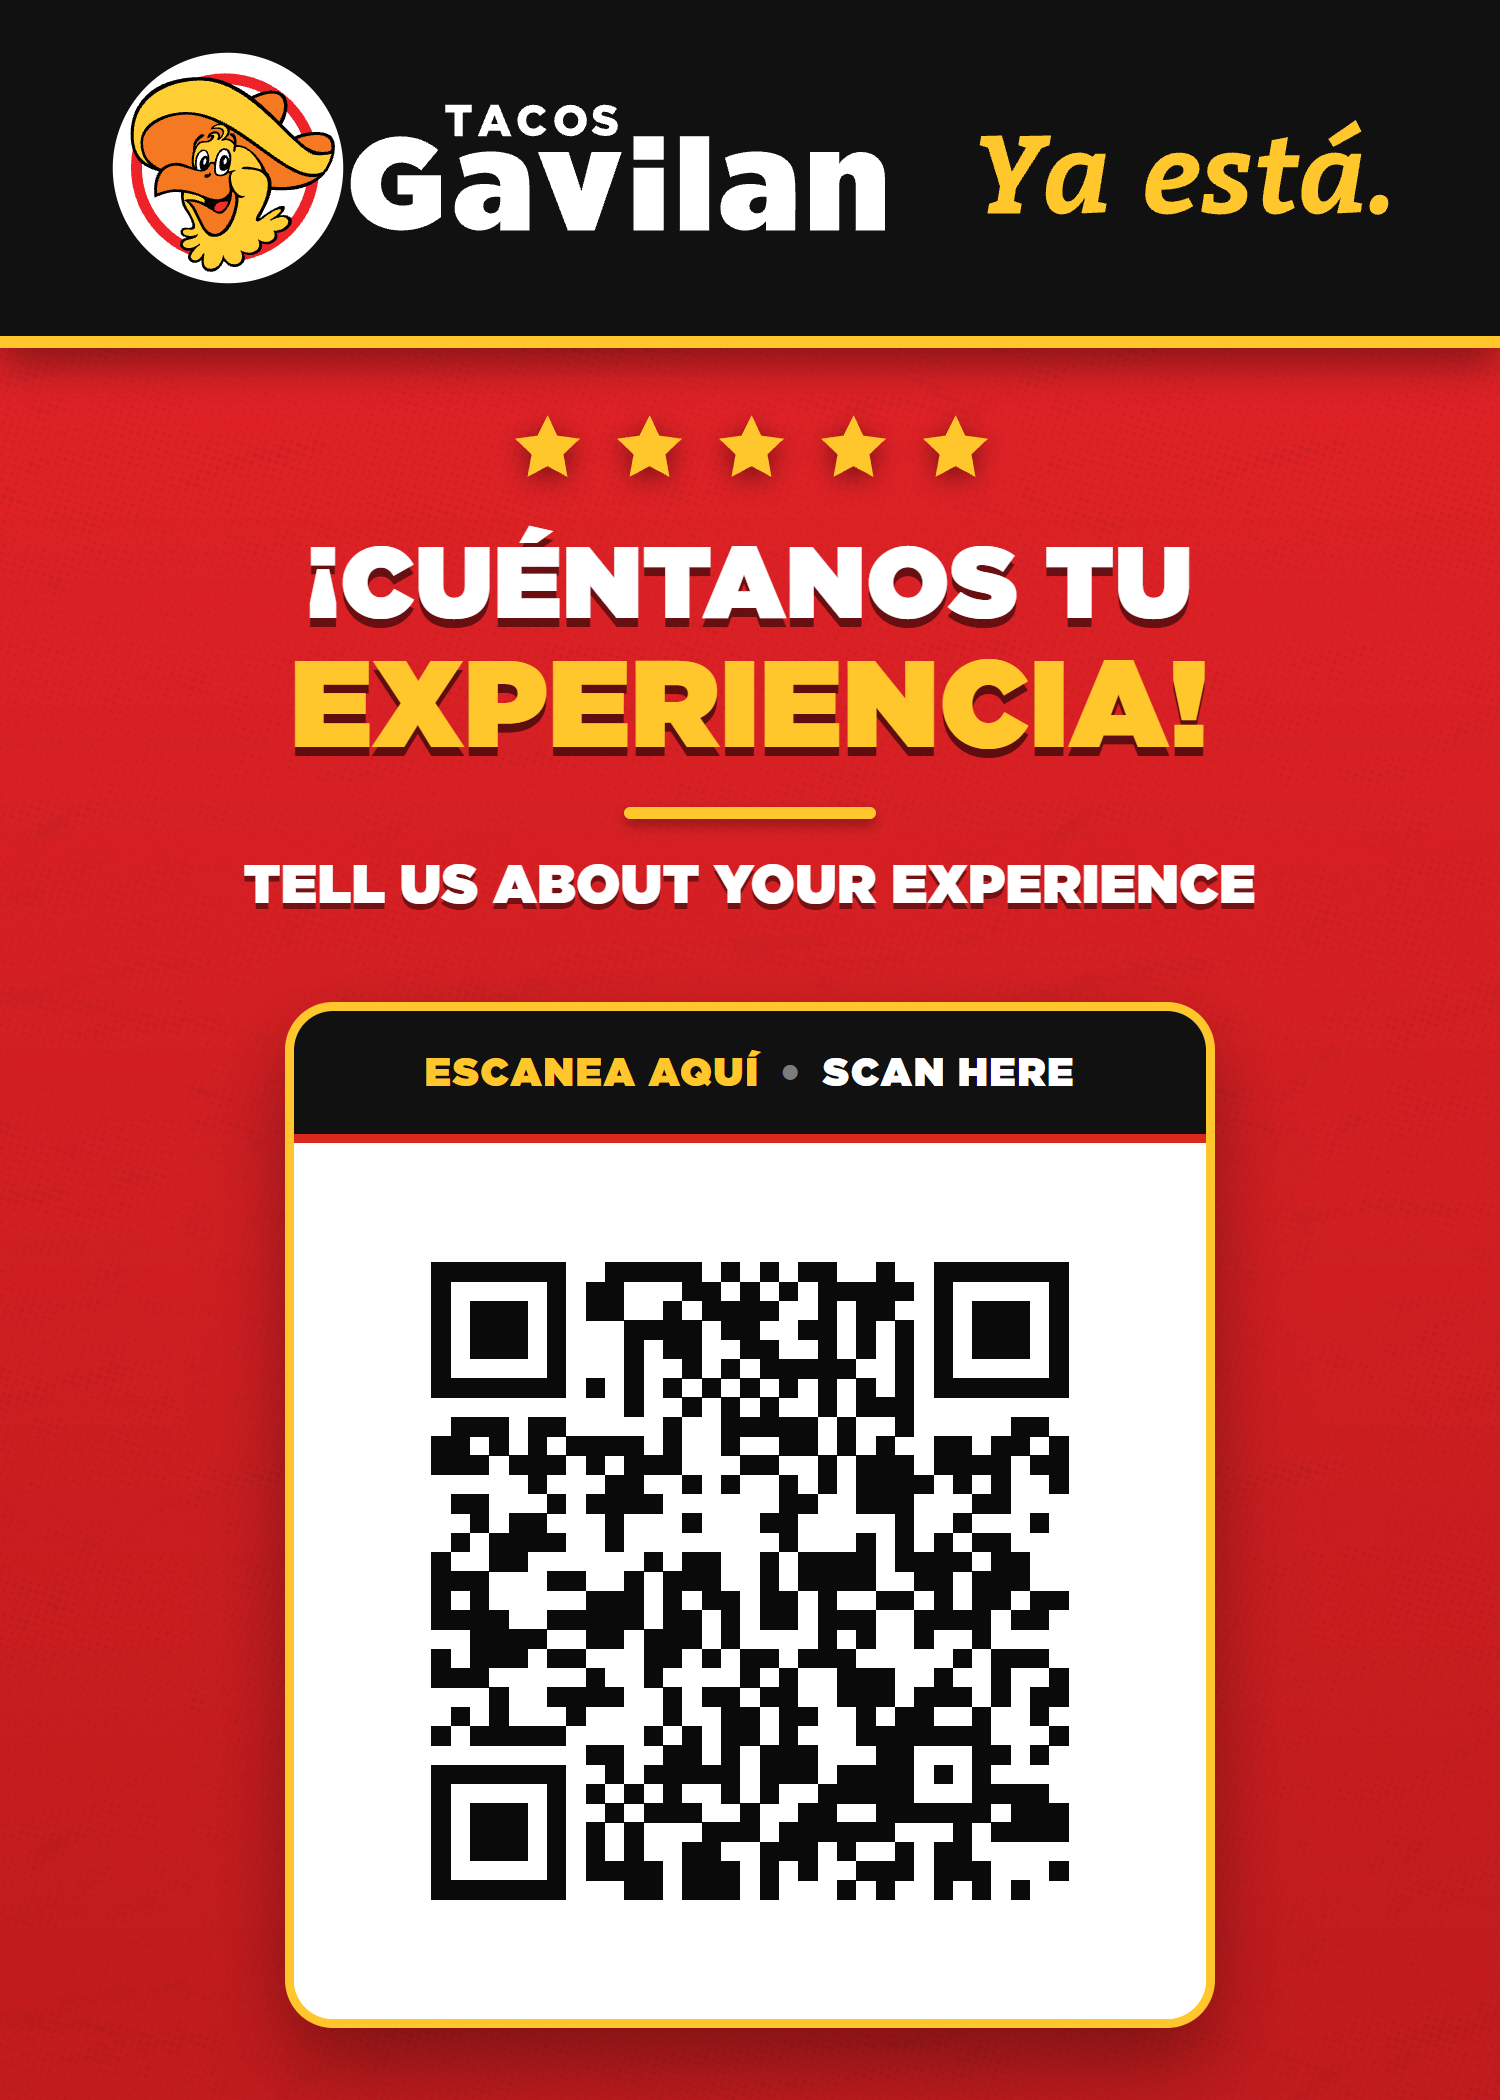 TACOS
Gavilan
Ya está.
¡CUÉNTANOS TU
EXPERIENCIA!
TELL US ABOUT YOUR EXPERIENCE
ESCANEA AQUÍ • SCAN HERE